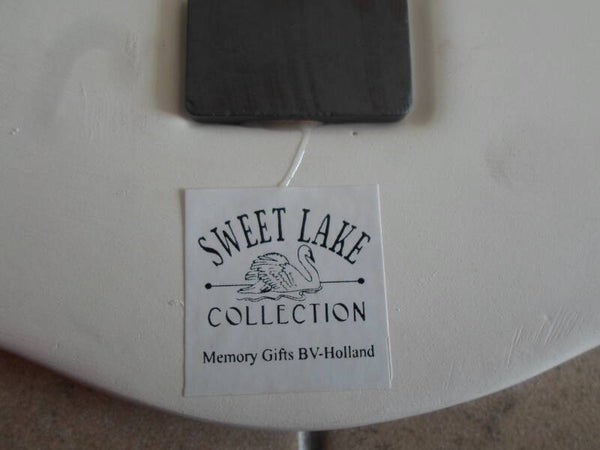 SWEET LAKE
COLLECTION
Memory Gifts BV-Holland